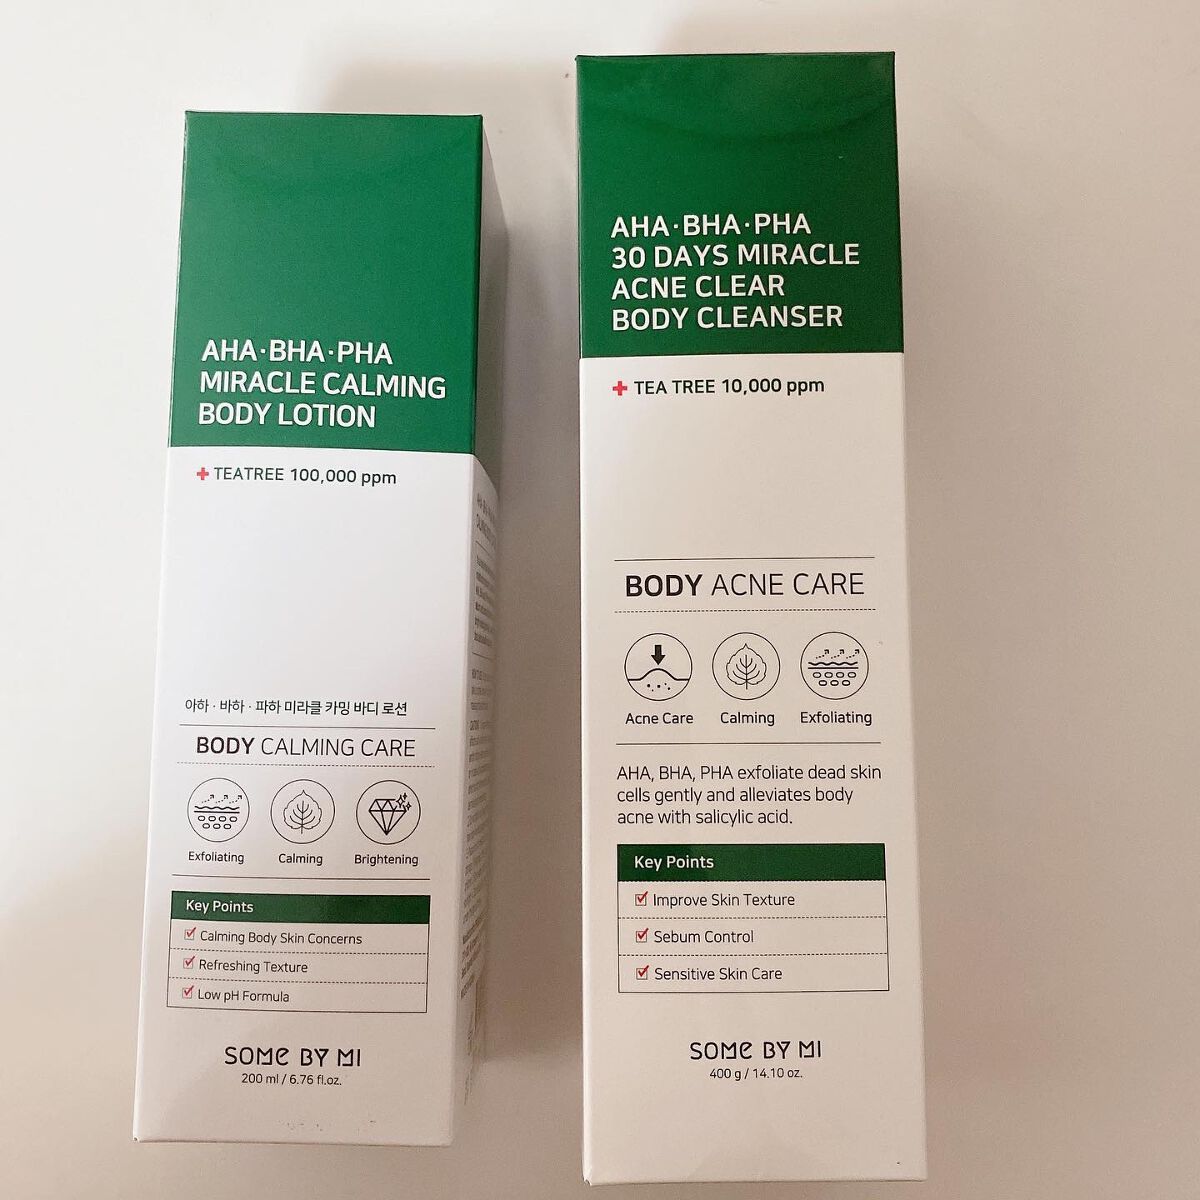 AHA·BHA·PHA
MIRACLE CALMING
BODY LOTION
TEATREE 100,000 ppm
아하 · 바하 · 파하 미라클 카밍 바디 로션
BODY CALMING CARE
Exfoliating Calming Brightening
Key Points
Calming Body Skin Concerns
Refreshing Texture
Low pH Formula
SOME BY MI
200 ml / 6.76 fl.oz.
AHA·BHA·PHA
30 DAYS MIRACLE
ACNE CLEAR
BODY CLEANSER
TEA TREE 10,000 ppm
BODY ACNE CARE
Acne Care Calming Exfoliating
AHA, BHA, PHA exfoliate dead skin
cells gently and alleviates body
acne with salicylic acid.
Key Points
Improve Skin Texture
Sebum Control
Sensitive Skin Care
SOME BY MI
400 g / 14.10 oz.